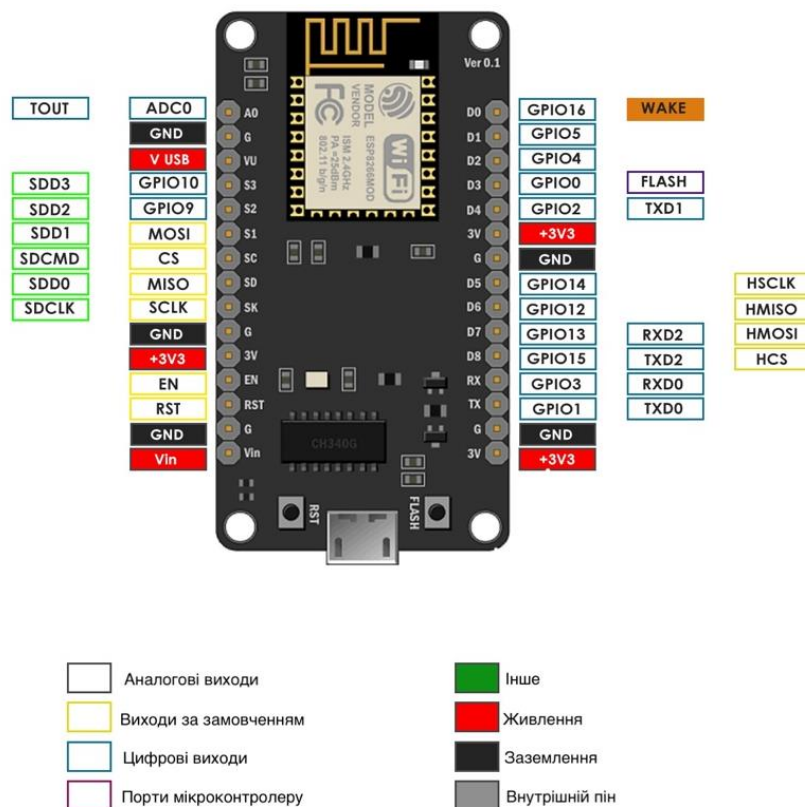 Ver 0.1
MODEL
VENDOR
ESP8266MOD
FC
WiFi
ISM 2.4GHz
PA +25dBm
802.11 b/g/n
TOUT ADC0 A0 D0 GPIO16 WAKE
GND G D1 GPIO5
V USB VU D2 GPIO4
SDD3 GPIO10 S3 D3 GPIO0 FLASH
SDD2 GPIO9 S2 D4 GPIO2 TXD1
SDD1 MOSI S1 3V +3V3
SDCMD CS SC G GND
SDD0 MISO SD D5 GPIO14 HSCLK
SDCLK SCLK SK D6 GPIO12 HMISO
GND G D7 GPIO13 RXD2 HMOSI
+3V3 3V D8 GPIO15 TXD2 HCS
EN EN RX GPIO3 RXD0
RST RST TX GPIO1 TXD0
GND G G GND
Vin Vin 3V +3V3
CH340G
RST FLASH
Аналогові виходи
Виходи за замовченням
Цифрові виходи
Порти мікроконтролеру
Інше
Живлення
Заземлення
Внутрішній пін